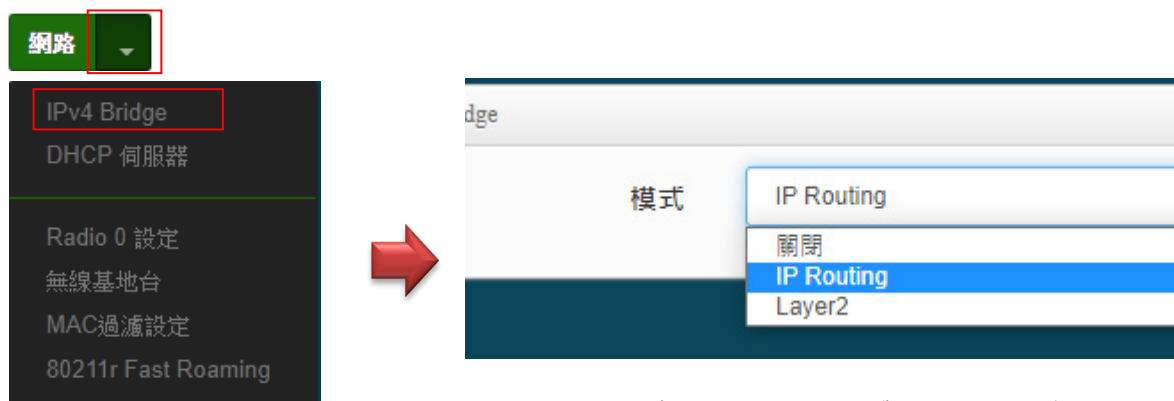 網路
IPv4 Bridge
DHCP 伺服器
Radio 0 設定
無線基地台
MAC過濾設定
80211r Fast Roaming
dge
模式
IP Routing
關閉
IP Routing
Layer2